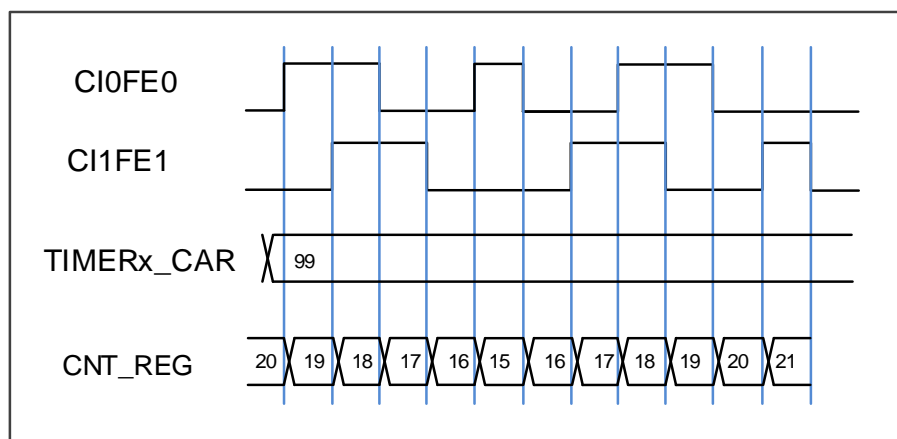 CI0FE0
CI1FE1
TIMERx_CAR 99
CNT_REG 20 19 18 17 16 15 16 17 18 19 20 21